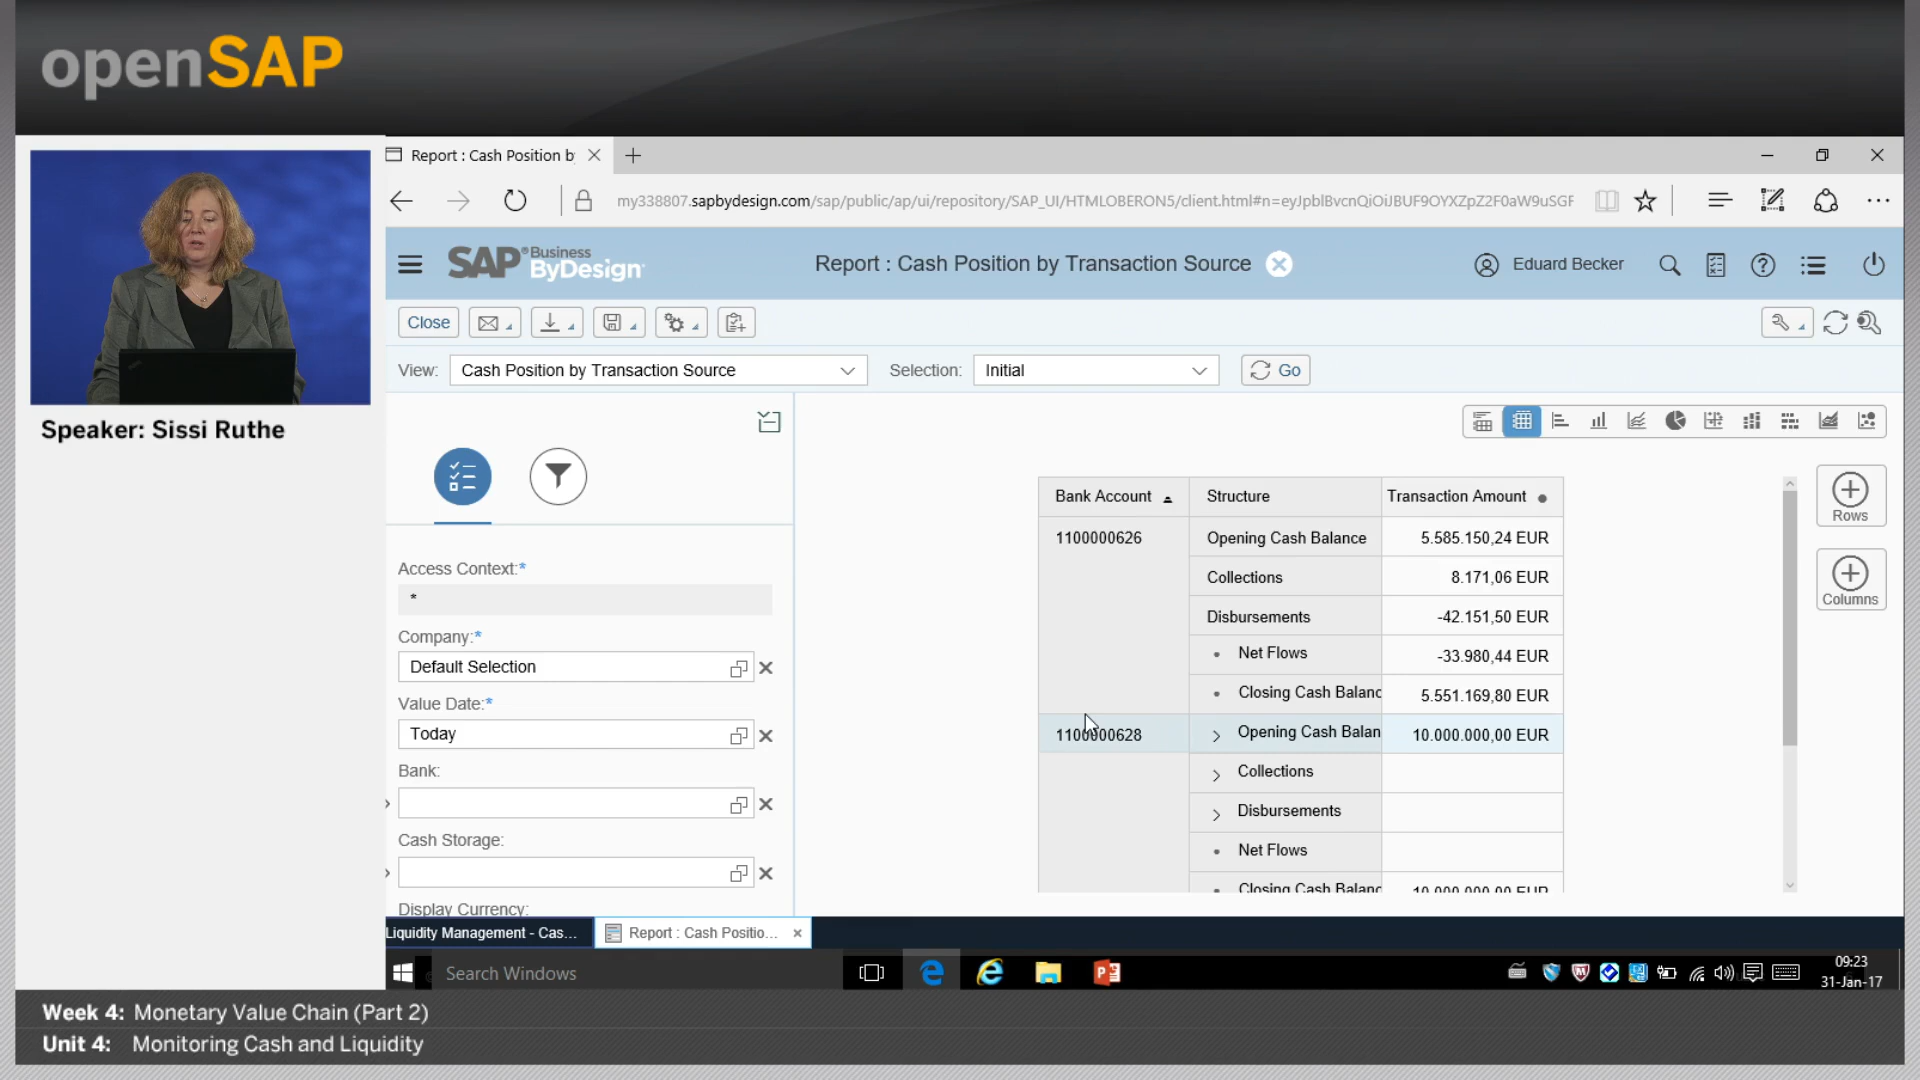 openSAP
Speaker: Sissi Ruthe
Report : Cash Position by
my338807.sapbydesign.com/sap/public/ap/ui/repository/SAP_UI/HTMLOBERON5/client.html#n=eyJpblBvcnQiOiJBUF9OYXZpZ2F0aW9uSGF
SAP Business ByDesign
Report : Cash Position by Transaction Source
Eduard Becker
Close
View: Cash Position by Transaction Source Selection: Initial Go
Access Context:*
*
Company:*
Default Selection
Value Date:*
Today
Bank:
Cash Storage:
Display Currency:
Bank Account Structure Transaction Amount
1100000626 Opening Cash Balance 5.585.150,24 EUR
Collections 8.171,06 EUR
Disbursements -42.151,50 EUR
Net Flows -33.980,44 EUR
Closing Cash Balanc 5.551.169,80 EUR
1100000628 Opening Cash Balan 10.000.000,00 EUR
Collections
Disbursements
Net Flows
Closing Cash Balanc 10.000.000,00 EUR
Rows
Columns
Liquidity Management - Cas...
Report : Cash Positio...
Search Windows
09:23
31-Jan-17
Week 4: Monetary Value Chain (Part 2)
Unit 4: Monitoring Cash and Liquidity